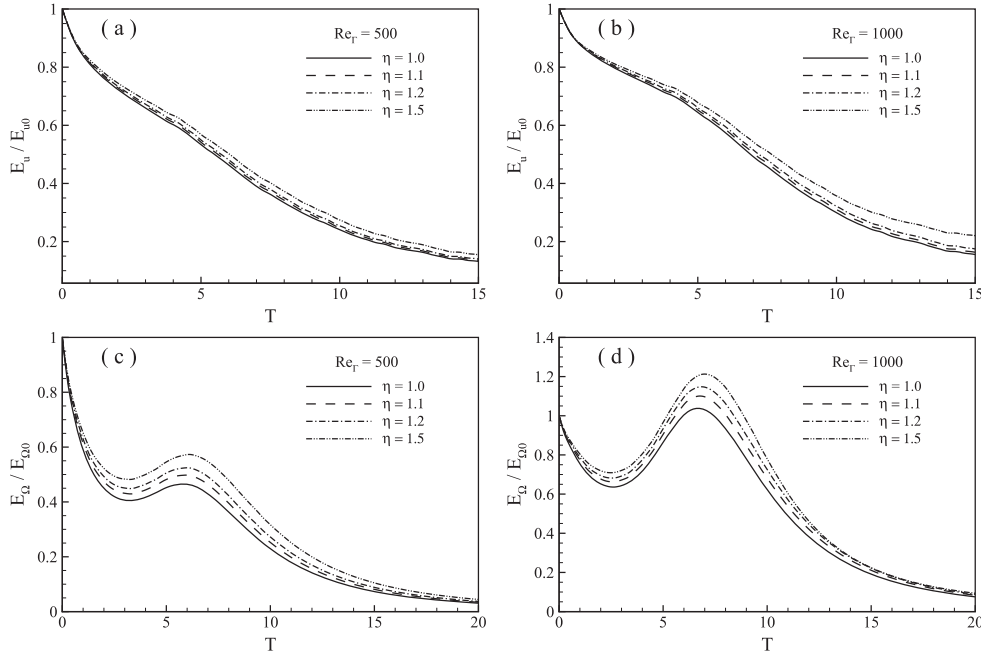 ( a )
Re_Γ = 500
η = 1.0
η = 1.1
η = 1.2
η = 1.5
E_u / E_u0
1
0.8
0.6
0.4
0.2
0
5
10
15
T
( b )
Re_Γ = 1000
η = 1.0
η = 1.1
η = 1.2
η = 1.5
E_u / E_u0
1
0.8
0.6
0.4
0.2
0
5
10
15
T
( c )
Re_Γ = 500
η = 1.0
η = 1.1
η = 1.2
η = 1.5
E_Ω / E_Ω0
1
0.8
0.6
0.4
0.2
0
0
5
10
15
20
T
( d )
Re_Γ = 1000
η = 1.0
η = 1.1
η = 1.2
η = 1.5
E_Ω / E_Ω0
1.4
1.2
1
0.8
0.6
0.4
0.2
0
0
5
10
15
20
T